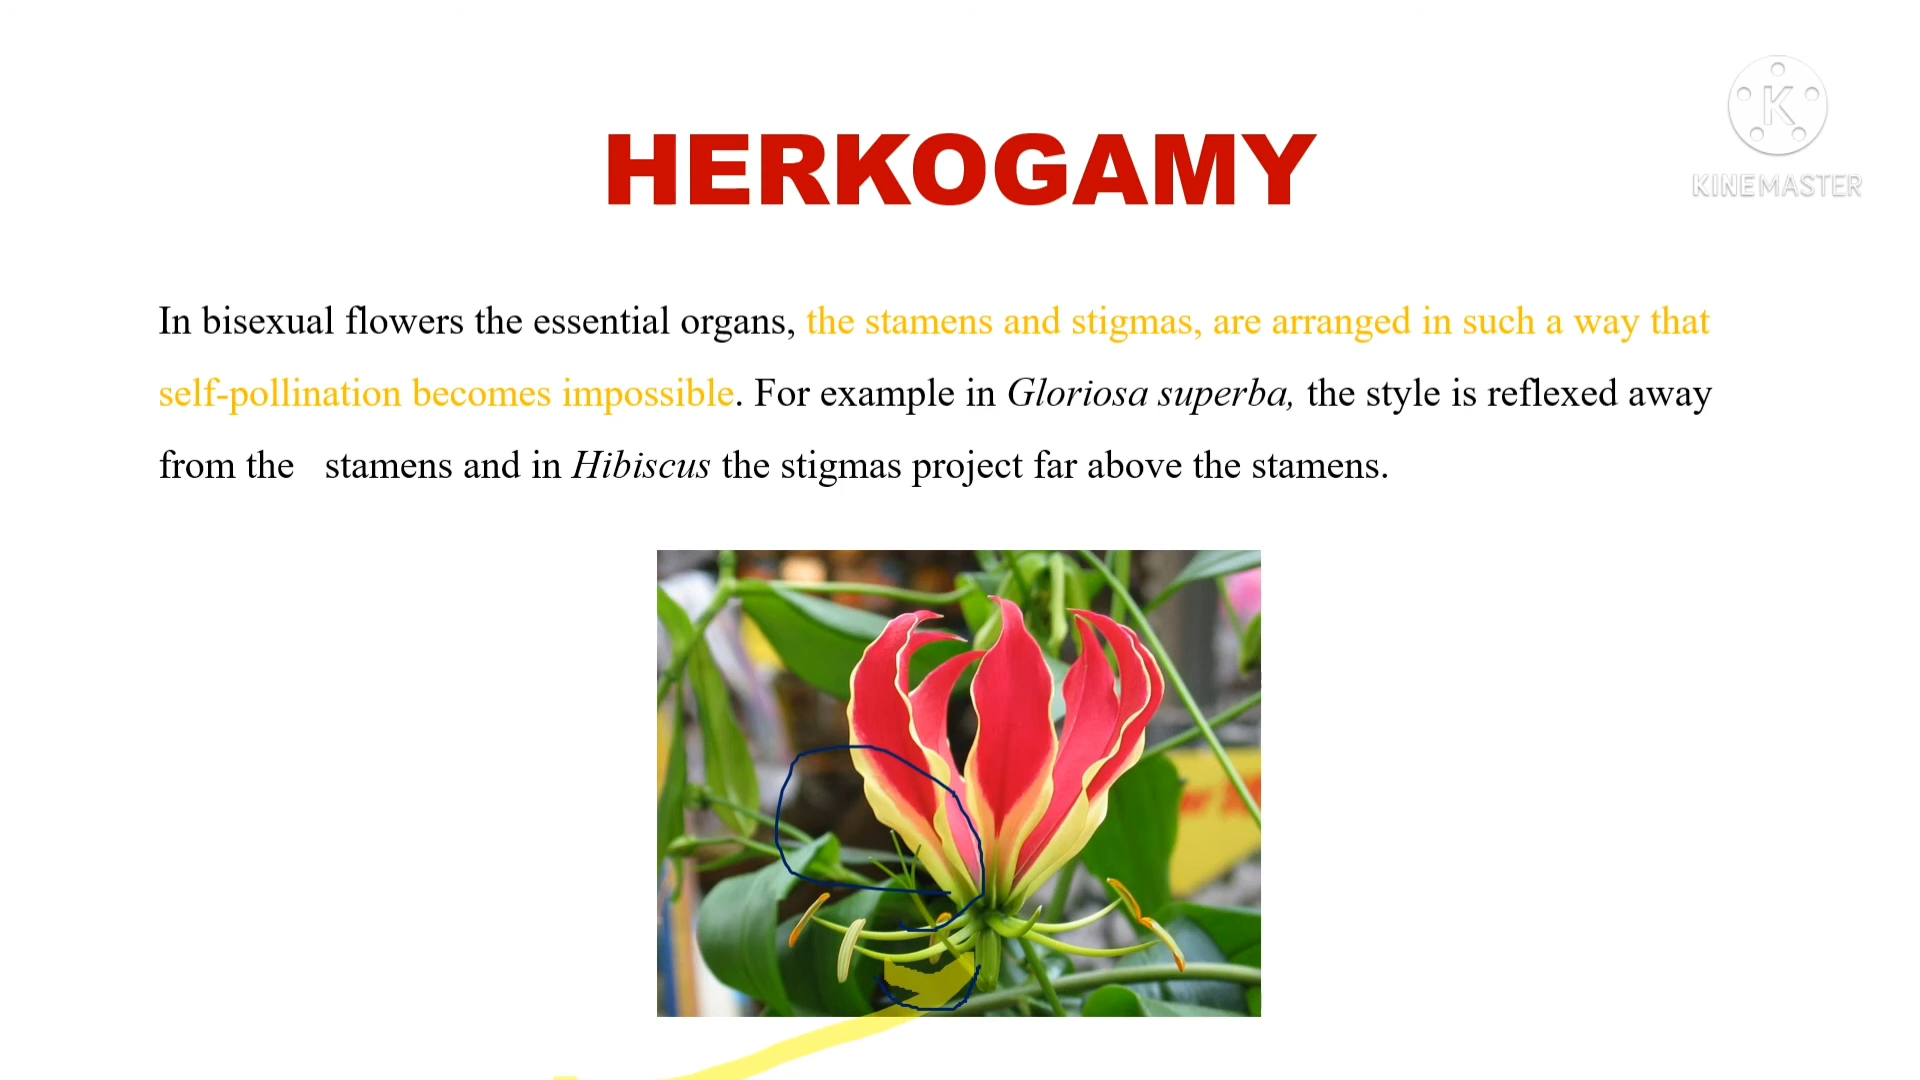 KINEMASTER
HERKOGAMY
In bisexual flowers the essential organs, the stamens and stigmas, are arranged in such a way that
self-pollination becomes impossible. For example in Gloriosa superba, the style is reflexed away
from the stamens and in Hibiscus the stigmas project far above the stamens.